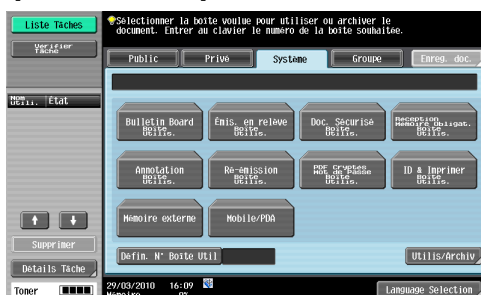 Liste Tâches
Vérifier
Tâche
Sélectionner la boîte voulue pour utiliser ou archiver le
document. Entrer au clavier le numéro de la boîte souhaitée.
Public
Privé
Système
Groupe
Enreg. doc.
Nom
Utili.
État
Bulletin Board
Boîte
Utilis.
Émis. en relève
Boîte
Utilis.
Doc. Sécurisé
Boîte
Utilis.
Réception
Mémoire Obligat.
Boîte
Utilis.
Annotation
Boîte
Utilis.
Ré-émission
Boîte
Utilis.
PDF Cryptés
Mot de Passe
Boîte
Utilis.
ID & Imprimer
Boîte
Utilis.
Mémoire externe
Mobile/PDA
Supprimer
Défin. N° Boîte Util
Utilis/Archiv
Détails Tâche
Toner
29/03/2010 16:09
Mémoire 0%
Language Selection